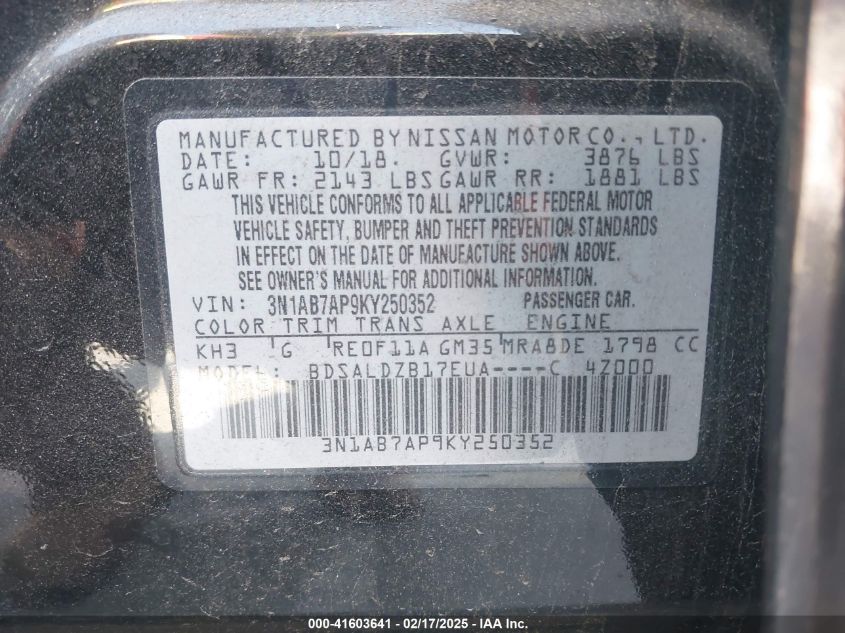 MANUFACTURED BY NISSAN MOTOR CO., LTD.
DATE: 10/18. GVWR: 3876 LBS
GAWR FR: 2143 LBS GAWR RR: 1881 LBS
THIS VEHICLE CONFORMS TO ALL APPLICABLE FEDERAL MOTOR
VEHICLE SAFETY, BUMPER AND THEFT PREVENTION STANDARDS
IN EFFECT ON THE DATE OF MANUFACTURE SHOWN ABOVE.
SEE OWNER'S MANUAL FOR ADDITIONAL INFORMATION.
VIN: 3N1AB7AP9KY250352 PASSENGER CAR.
COLOR TRIM TRANS AXLE ENGINE
KH3 G RE0F11A GM35 MRA8DE 1798 CC
MODEL: BDSALDZB17EUA----C 4Z000
3N1AB7AP9KY250352
000-41603641 - 02/17/2025 - IAA, Inc.